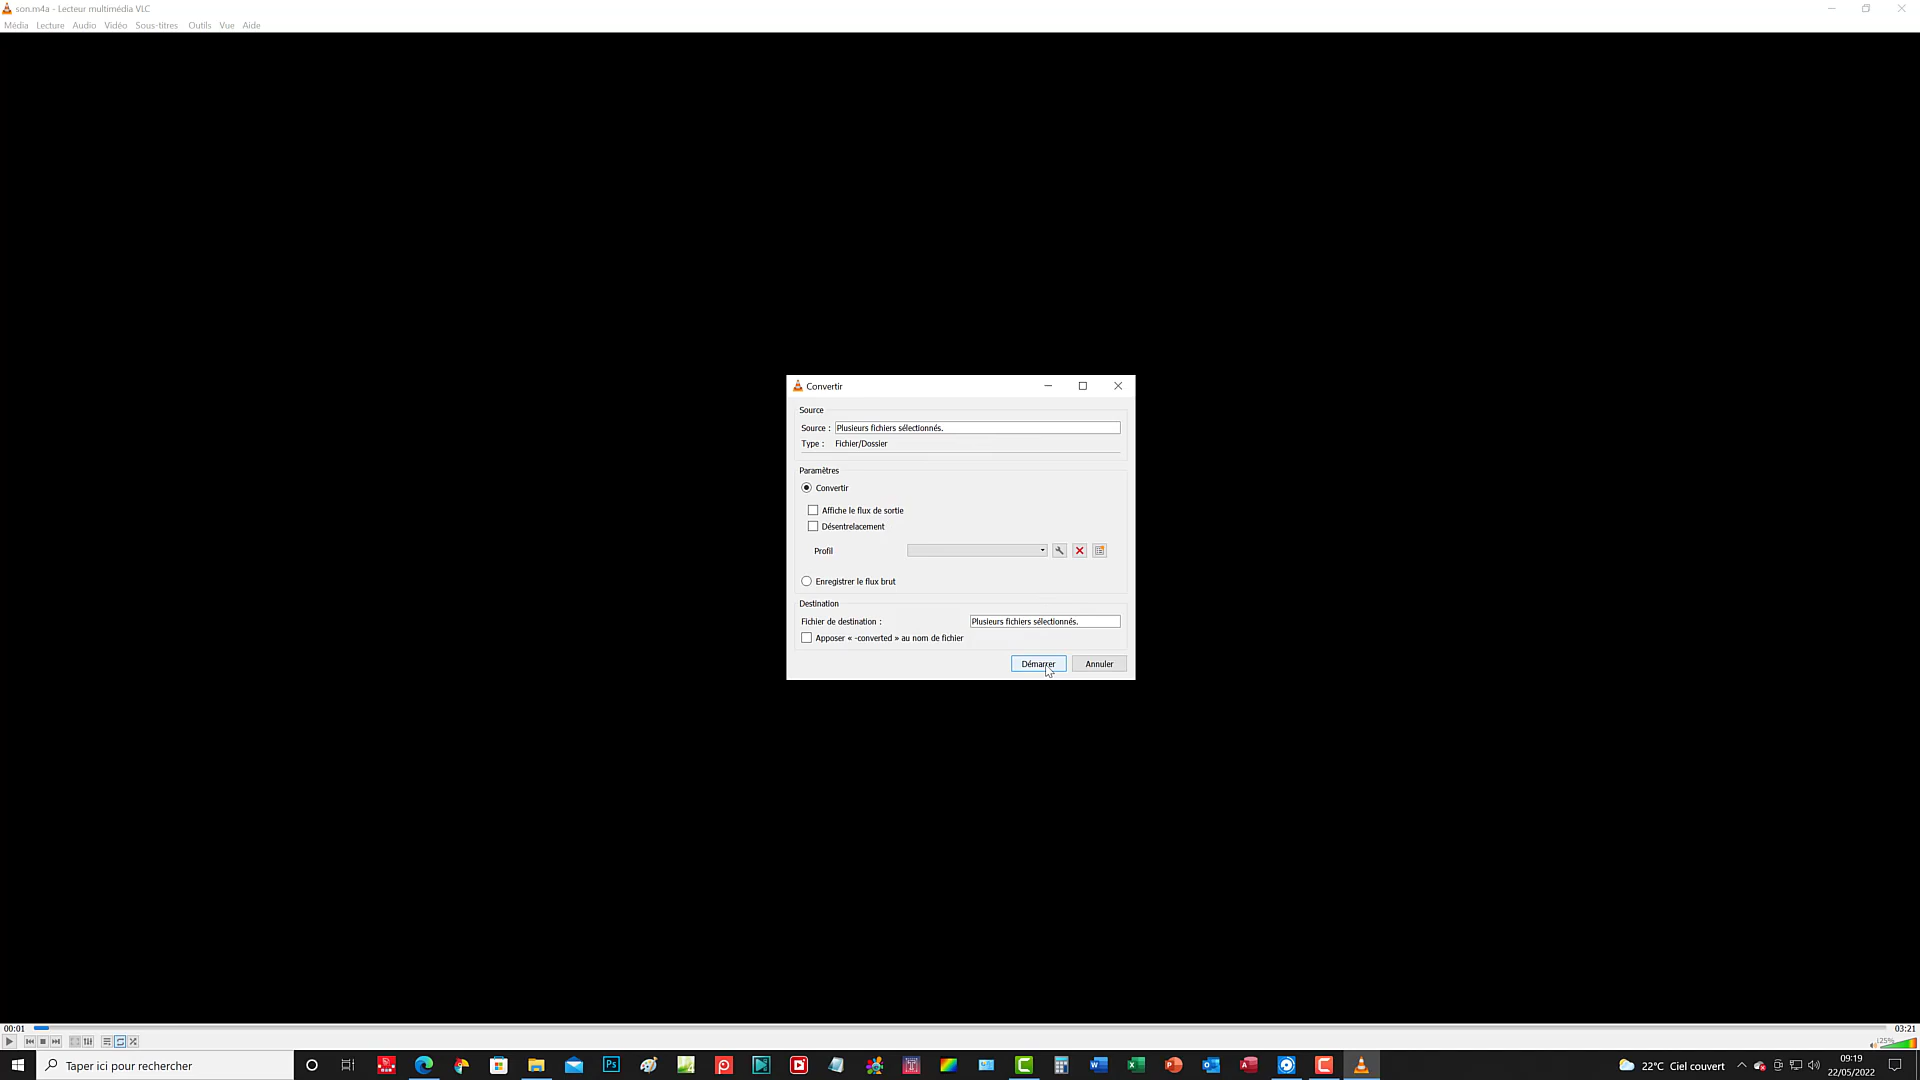 son.m4a - Lecteur multimédia VLC
Média Lecture Audio Vidéo Sous-titres Outils Vue Aide
Convertir
Source
Source : Plusieurs fichiers sélectionnés.
Type : Fichier/Dossier
Paramètres
Convertir
Affiche le flux de sortie
Désentrelacement
Profil
Enregistrer le flux brut
Destination
Fichier de destination : Plusieurs fichiers sélectionnés.
Apposer « -converted » au nom de fichier
Démarrer Annuler
00:01 03:21
125%
Taper ici pour rechercher
22°C Ciel couvert
09:19
22/05/2022